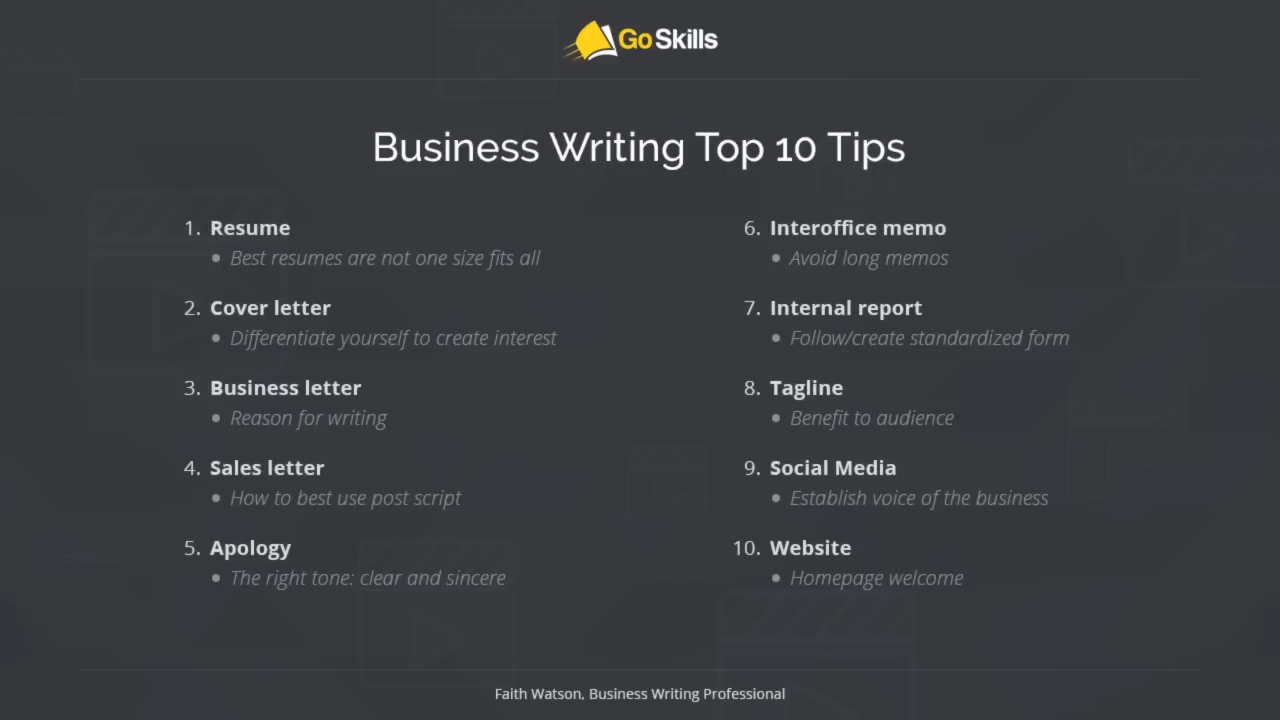 Go Skills
Business Writing Top 10 Tips
1. Resume
• Best resumes are not one size fits all
2. Cover letter
• Differentiate yourself to create interest
3. Business letter
• Reason for writing
4. Sales letter
• How to best use post script
5. Apology
• The right tone: clear and sincere
6. Interoffice memo
• Avoid long memos
7. Internal report
• Follow/create standardized form
8. Tagline
• Benefit to audience
9. Social Media
• Establish voice of the business
10. Website
• Homepage welcome
Faith Watson, Business Writing Professional